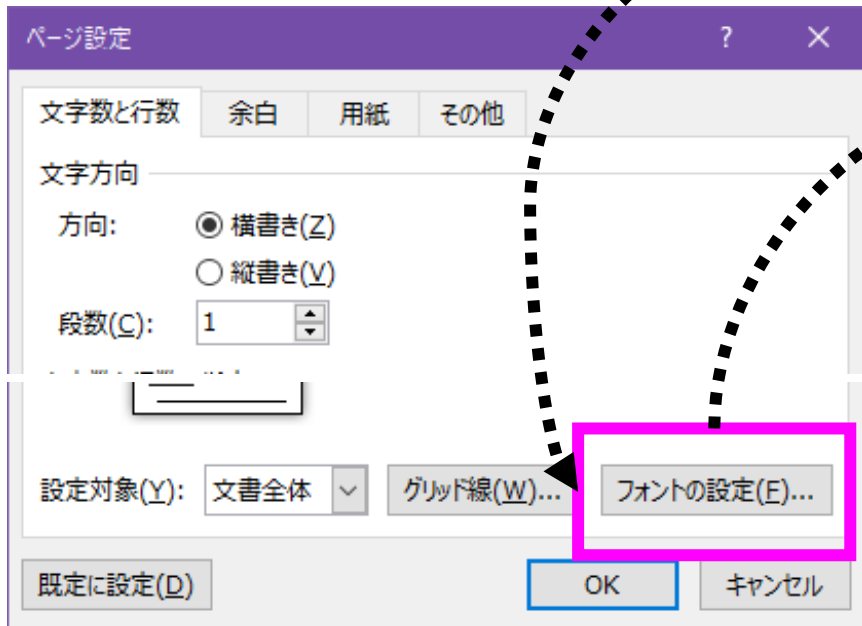 ページ設定 ? ×
文字数と行数 余白 用紙 その他
文字方向
方向: 横書き(Z)
縦書き(V)
段数(C): 1
設定対象(Y): 文書全体 グリッド線(W)... フォントの設定(F)...
既定に設定(D) OK キャンセル